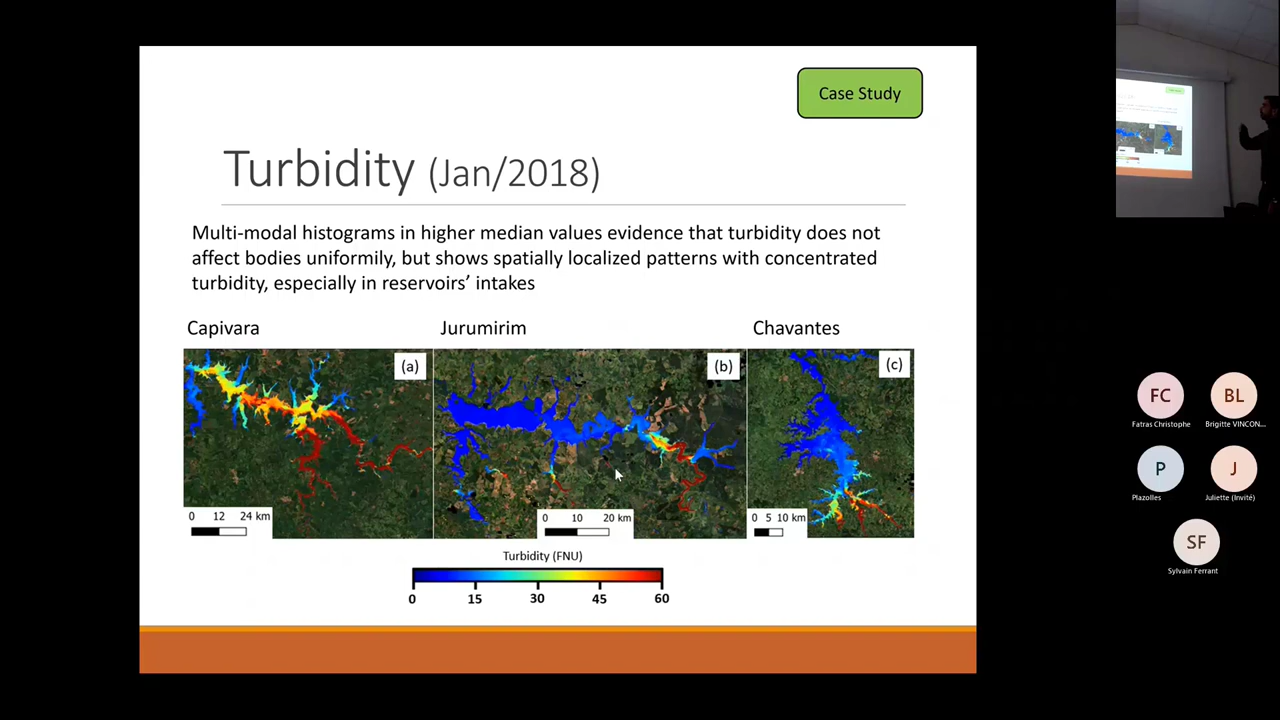 Case Study
Turbidity (Jan/2018)
Multi-modal histograms in higher median values evidence that turbidity does not
affect bodies uniformily, but shows spatially localized patterns with concentrated
turbidity, especially in reservoirs’ intakes
Capivara
Jurumirim
Chavantes
(a)
(b)
(c)
0 12 24 km
0 10 20 km
0 5 10 km
Turbidity (FNU)
0 15 30 45 60
FC
BL
Fatras Christophe
Brigitte VINCON...
P
J
Plazolles
Juliette (Invité)
SF
Sylvain Ferrant